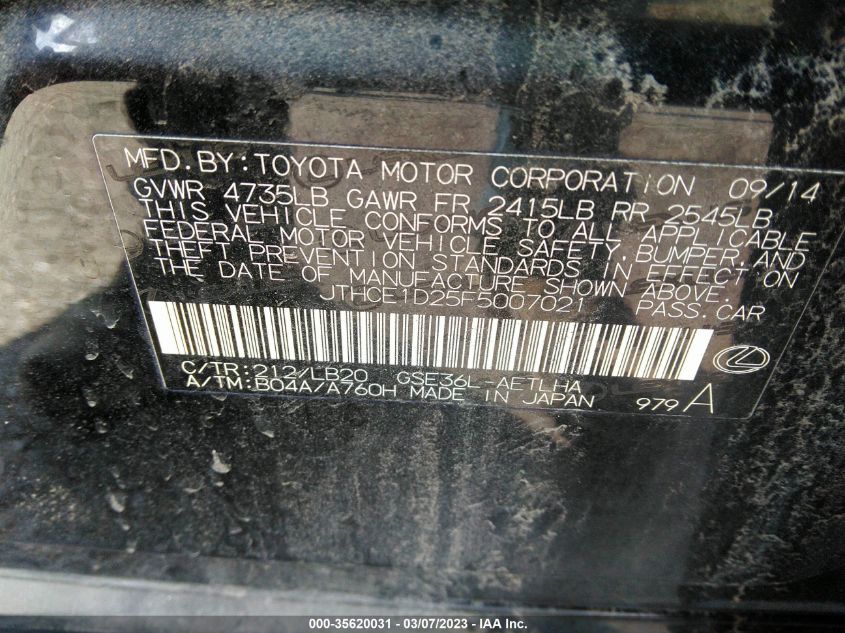 MFD.BY:TOYOTA MOTOR CORPORATION 09/14
GVWR 4735LB GAWR FR 2415LB RR 2545LB
THIS VEHICLE CONFORMS TO ALL APPLICABLE
FEDERAL MOTOR VEHICLE SAFETY, BUMPER, AND
THEFT PREVENTION STANDARDS IN EFFECT ON
THE DATE OF MANUFACTURE SHOWN ABOVE.
JTHCE1D25F5007021 PASS.CAR
C/TR:212/LB20 GSE36L-AETLHA
A/TM:B04A/A760H MADE IN JAPAN 979A
000-35620031 - 03/07/2023 - IAA Inc.